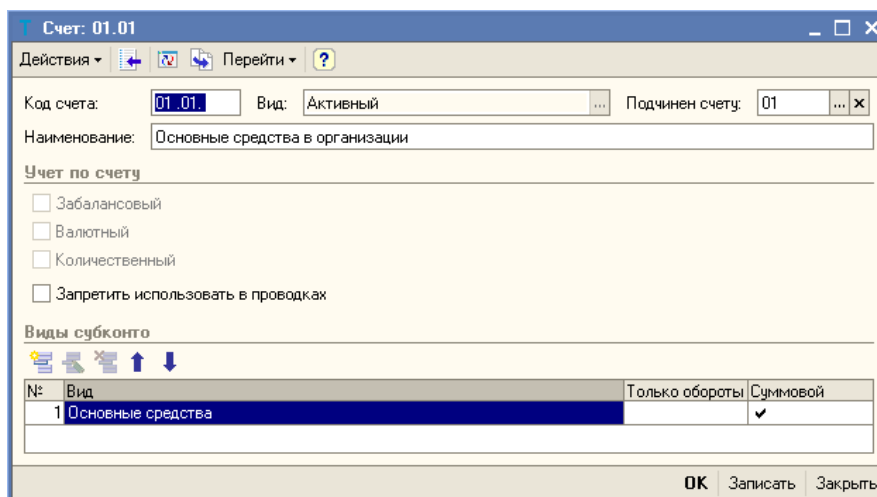 Счет: 01.01
Действия Перейти ?
Код счета: 01 .01. Вид: Активный ... Подчинен счету: 01 ... x
Наименование: Основные средства в организации
Учет по счету
Забалансовый
Валютный
Количественный
Запретить использовать в проводках
Виды субконто
№ Вид Только обороты Суммовой
1 Основные средства
OK Записать Закрыть